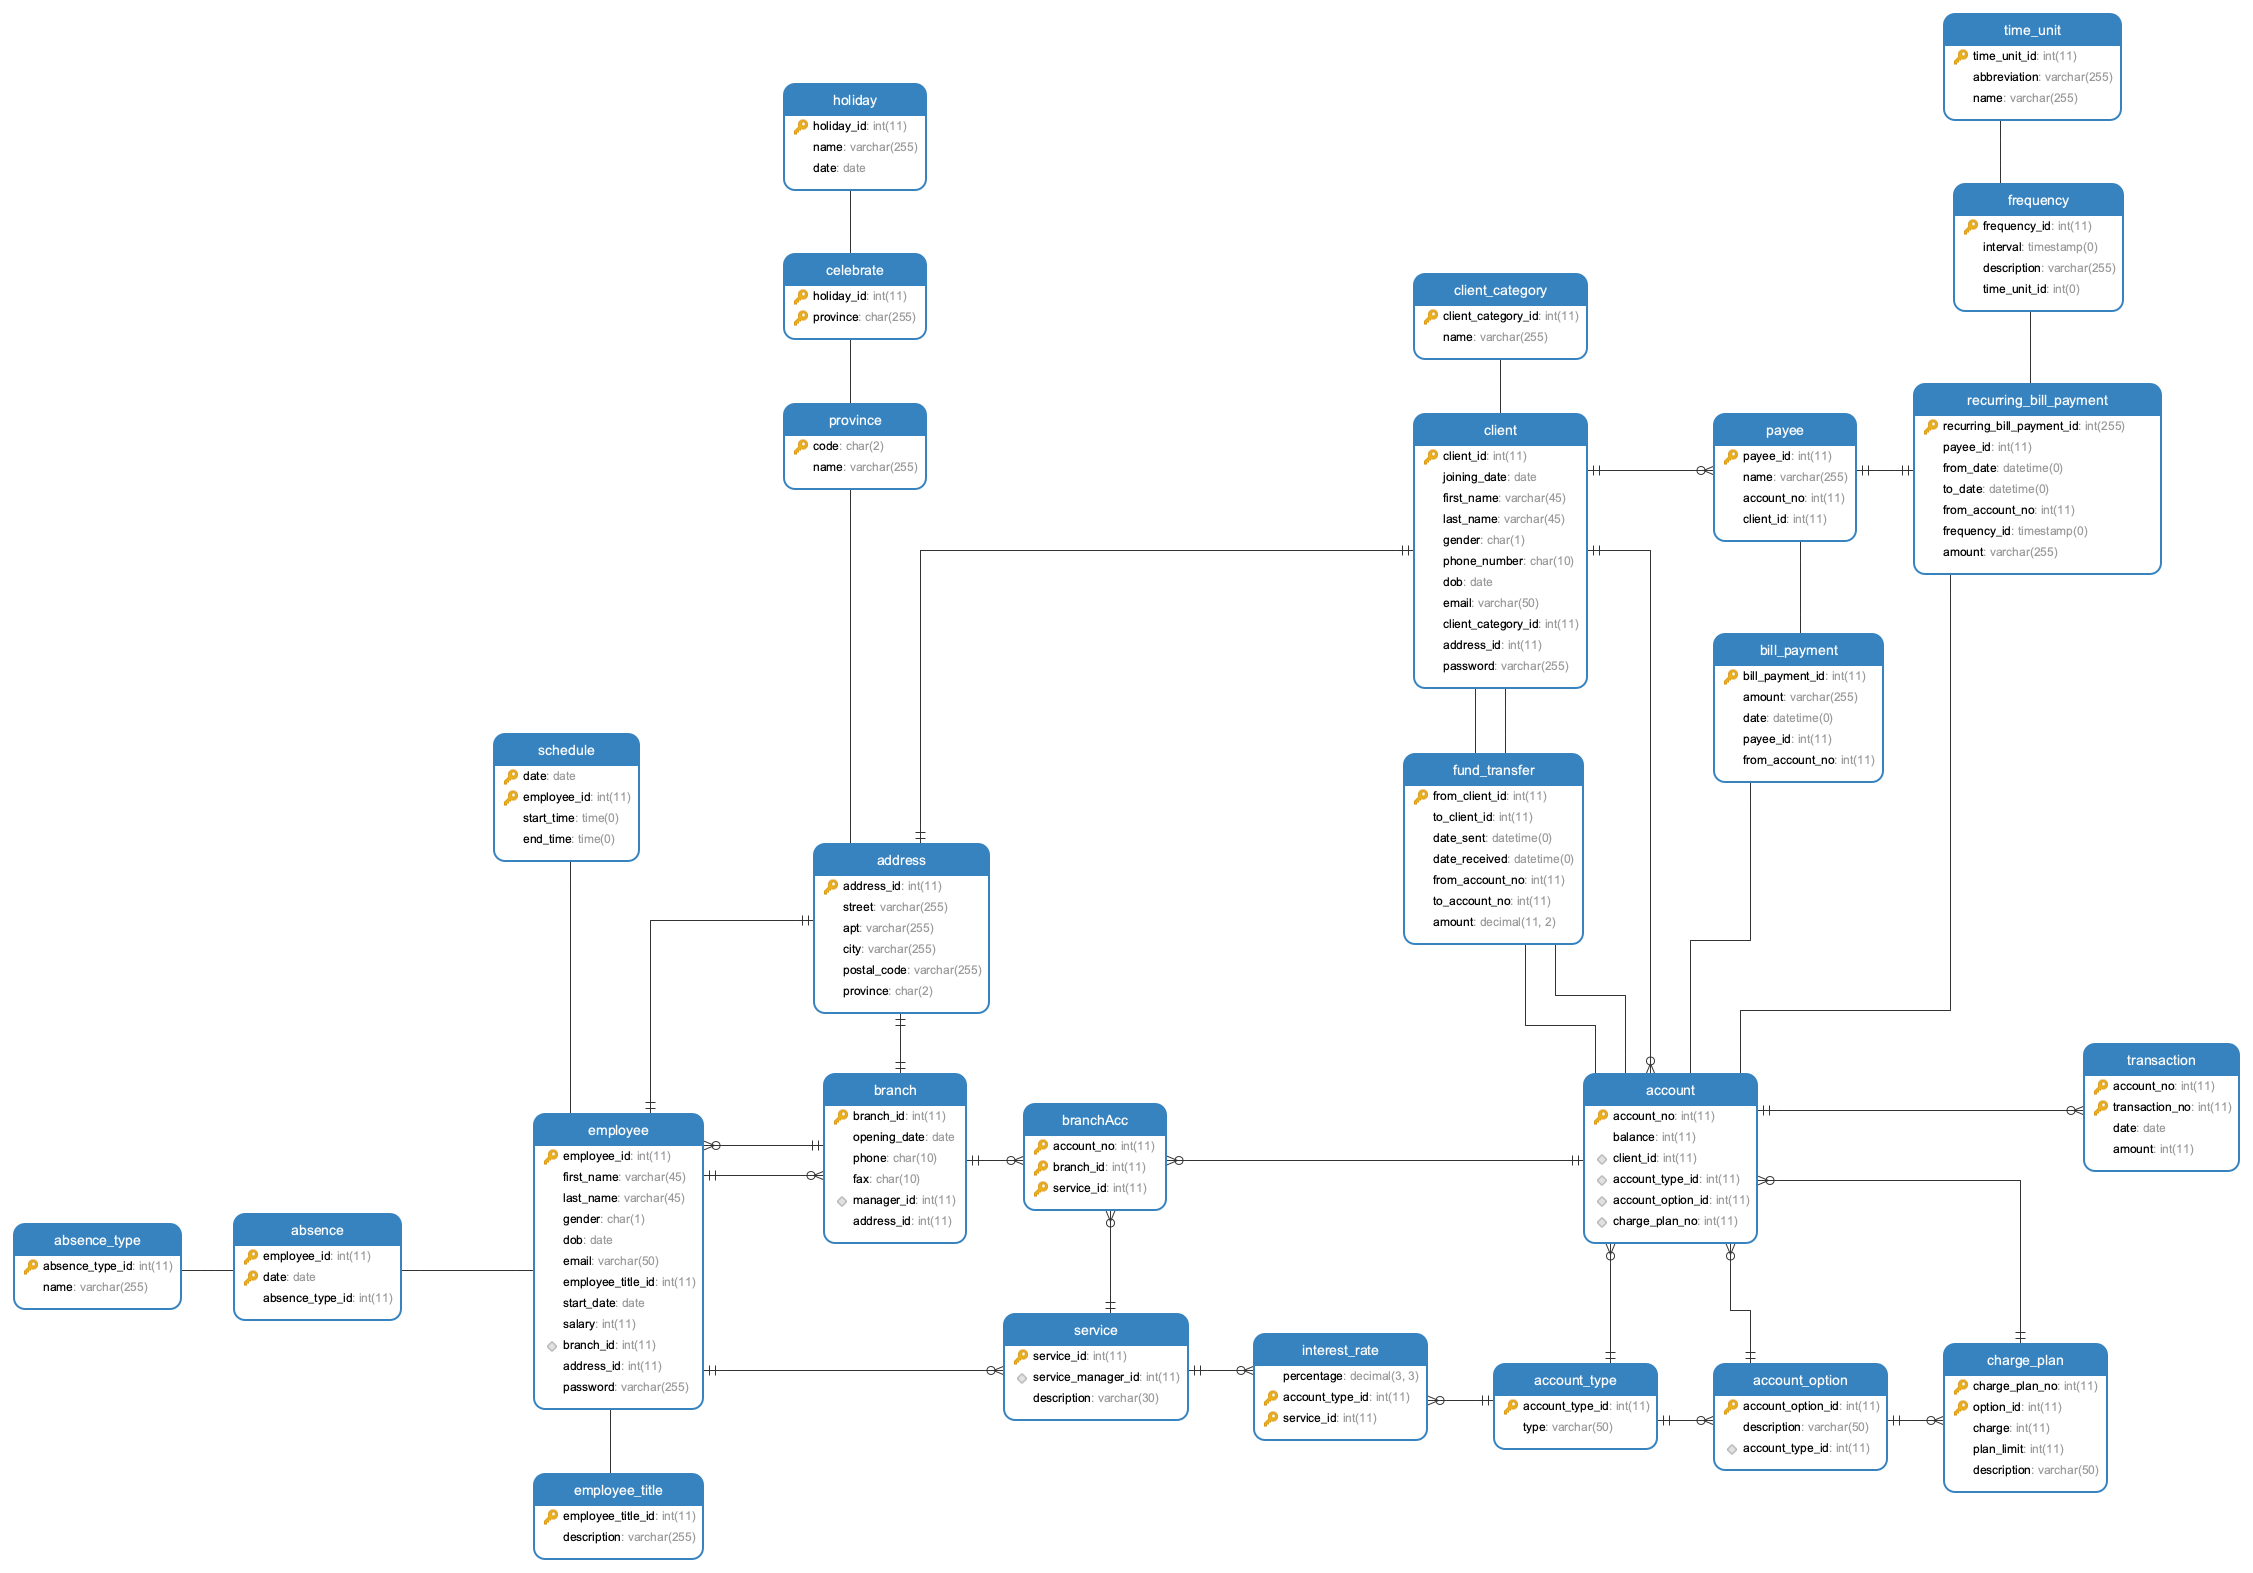 time_unit
time_unit_id: int(11)
abbreviation: varchar(255)
name: varchar(255)
holiday
holiday_id: int(11)
name: varchar(255)
date: date
frequency
frequency_id: int(11)
interval: timestamp(0)
description: varchar(255)
time_unit_id: int(0)
celebrate
holiday_id: int(11)
province: char(255)
client_category
client_category_id: int(11)
name: varchar(255)
province
code: char(2)
name: varchar(255)
client
client_id: int(11)
joining_date: date
first_name: varchar(45)
last_name: varchar(45)
gender: char(1)
phone_number: char(10)
dob: date
email: varchar(50)
client_category_id: int(11)
address_id: int(11)
password: varchar(255)
payee
payee_id: int(11)
name: varchar(255)
account_no: int(11)
client_id: int(11)
recurring_bill_payment
recurring_bill_payment_id: int(255)
payee_id: int(11)
from_date: datetime(0)
to_date: datetime(0)
from_account_no: int(11)
frequency_id: timestamp(0)
amount: varchar(255)
bill_payment
bill_payment_id: int(11)
amount: varchar(255)
date: datetime(0)
payee_id: int(11)
from_account_no: int(11)
schedule
date: date
employee_id: int(11)
start_time: time(0)
end_time: time(0)
fund_transfer
from_client_id: int(11)
to_client_id: int(11)
date_sent: datetime(0)
date_received: datetime(0)
from_account_no: int(11)
to_account_no: int(11)
amount: decimal(11, 2)
address
address_id: int(11)
street: varchar(255)
apt: varchar(255)
city: varchar(255)
postal_code: varchar(255)
province: char(2)
employee
employee_id: int(11)
first_name: varchar(45)
last_name: varchar(45)
gender: char(1)
dob: date
email: varchar(50)
employee_title_id: int(11)
start_date: date
salary: int(11)
branch_id: int(11)
address_id: int(11)
password: varchar(255)
branch
branch_id: int(11)
opening_date: date
phone: char(10)
fax: char(10)
manager_id: int(11)
address_id: int(11)
branchAcc
account_no: int(11)
branch_id: int(11)
service_id: int(11)
account
account_no: int(11)
balance: int(11)
client_id: int(11)
account_type_id: int(11)
account_option_id: int(11)
charge_plan_no: int(11)
transaction
account_no: int(11)
transaction_no: int(11)
date: date
amount: int(11)
absence_type
absence_type_id: int(11)
name: varchar(255)
absence
employee_id: int(11)
date: date
absence_type_id: int(11)
service
service_id: int(11)
service_manager_id: int(11)
description: varchar(30)
interest_rate
percentage: decimal(3, 3)
account_type_id: int(11)
service_id: int(11)
account_type
account_type_id: int(11)
type: varchar(50)
account_option
account_option_id: int(11)
description: varchar(50)
account_type_id: int(11)
charge_plan
charge_plan_no: int(11)
option_id: int(11)
charge: int(11)
plan_limit: int(11)
description: varchar(50)
employee_title
employee_title_id: int(11)
description: varchar(255)